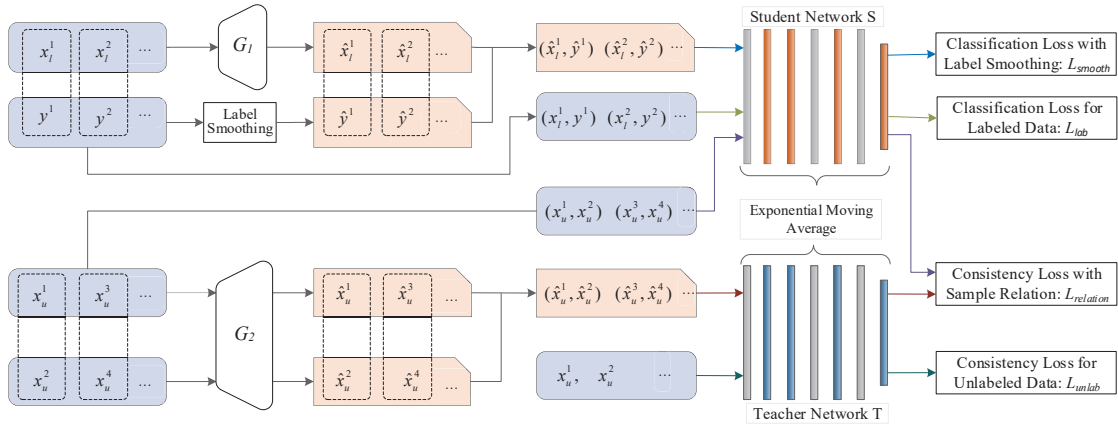 Student Network S
x_l^1 x_l^2 ...
G_1
x̂_l^1 x̂_l^2 ...
(x̂_l^1, ŷ^1) (x̂_l^2, ŷ^2) ...
Classification Loss with
Label Smoothing: L_smooth
y^1 y^2 ...
Label
Smoothing
ŷ^1 ŷ^2 ...
(x_l^1, y^1) (x_l^2, y^2) ...
Classification Loss for
Labeled Data: L_lab
(x_u^1, x_u^2) (x_u^3, x_u^4) ...
Exponential Moving
Average
x_u^1 x_u^3 ...
G_2
x̂_u^1 x̂_u^3 ...
(x̂_u^1, x̂_u^2) (x̂_u^3, x̂_u^4) ...
Consistency Loss with
Sample Relation: L_relation
x_u^2 x_u^4 ...
x̂_u^2 x̂_u^4 ...
x_u^1, x_u^2 ...
Consistency Loss for
Unlabeled Data: L_unlab
Teacher Network T